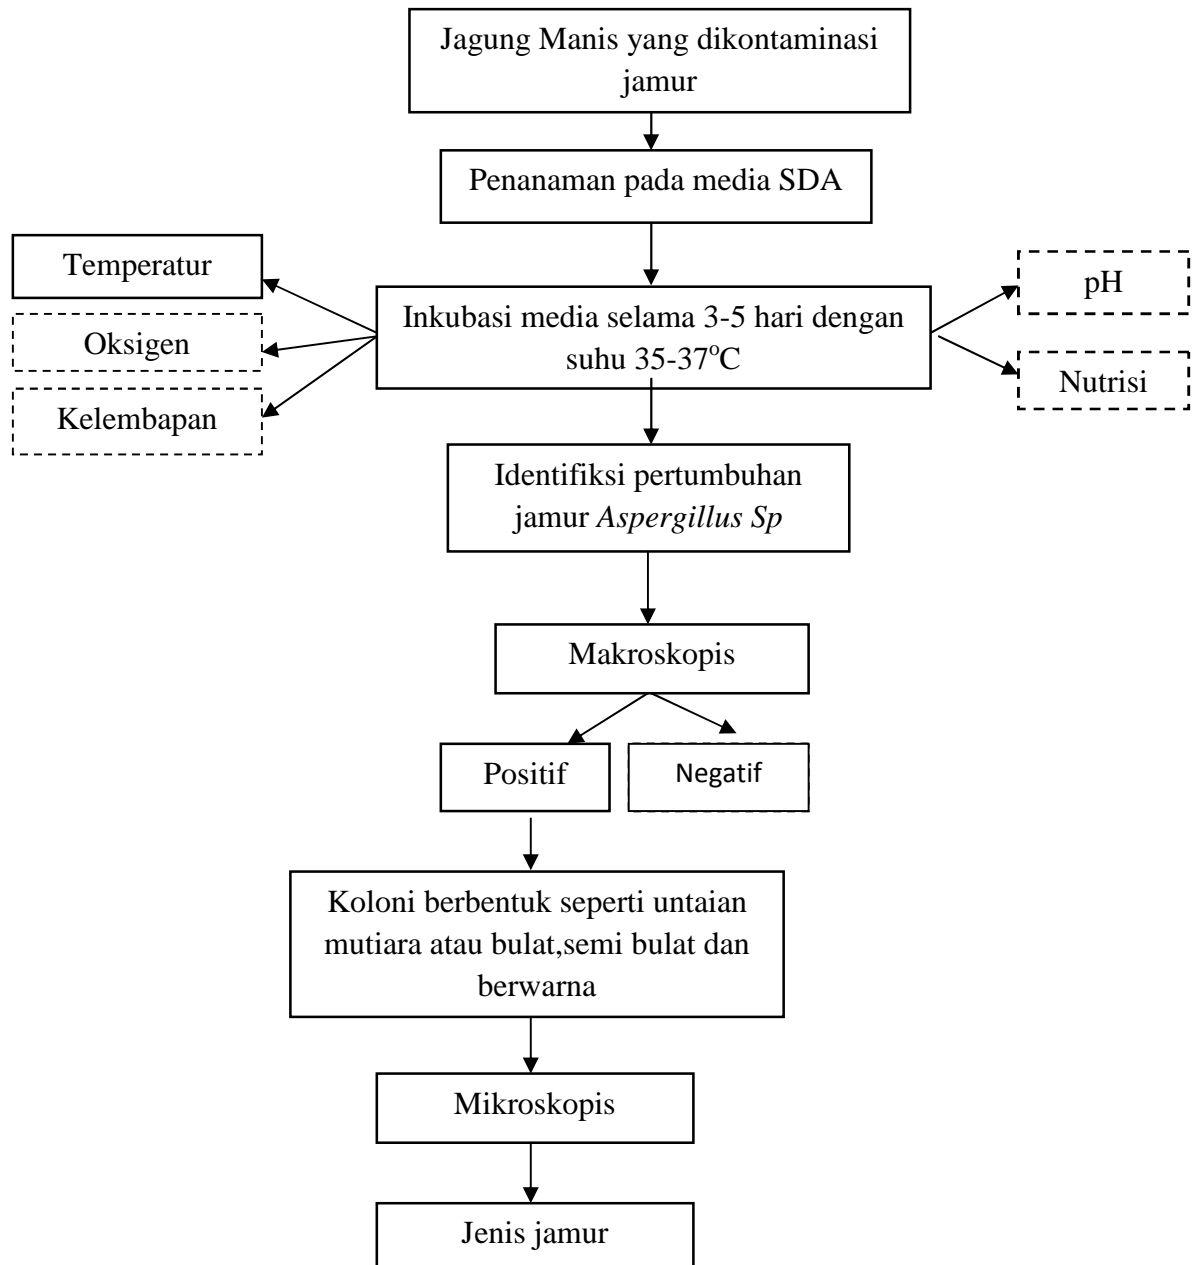 Jagung Manis yang dikontaminasi
jamur
Penanaman pada media SDA
Temperatur
Oksigen
Kelembapan
Inkubasi media selama 3-5 hari dengan
suhu 35-37°C
pH
Nutrisi
Identifiksi pertumbuhan
jamur Aspergillus Sp
Makroskopis
Positif
Negatif
Koloni berbentuk seperti untaian
mutiara atau bulat,semi bulat dan
berwarna
Mikroskopis
Jenis jamur